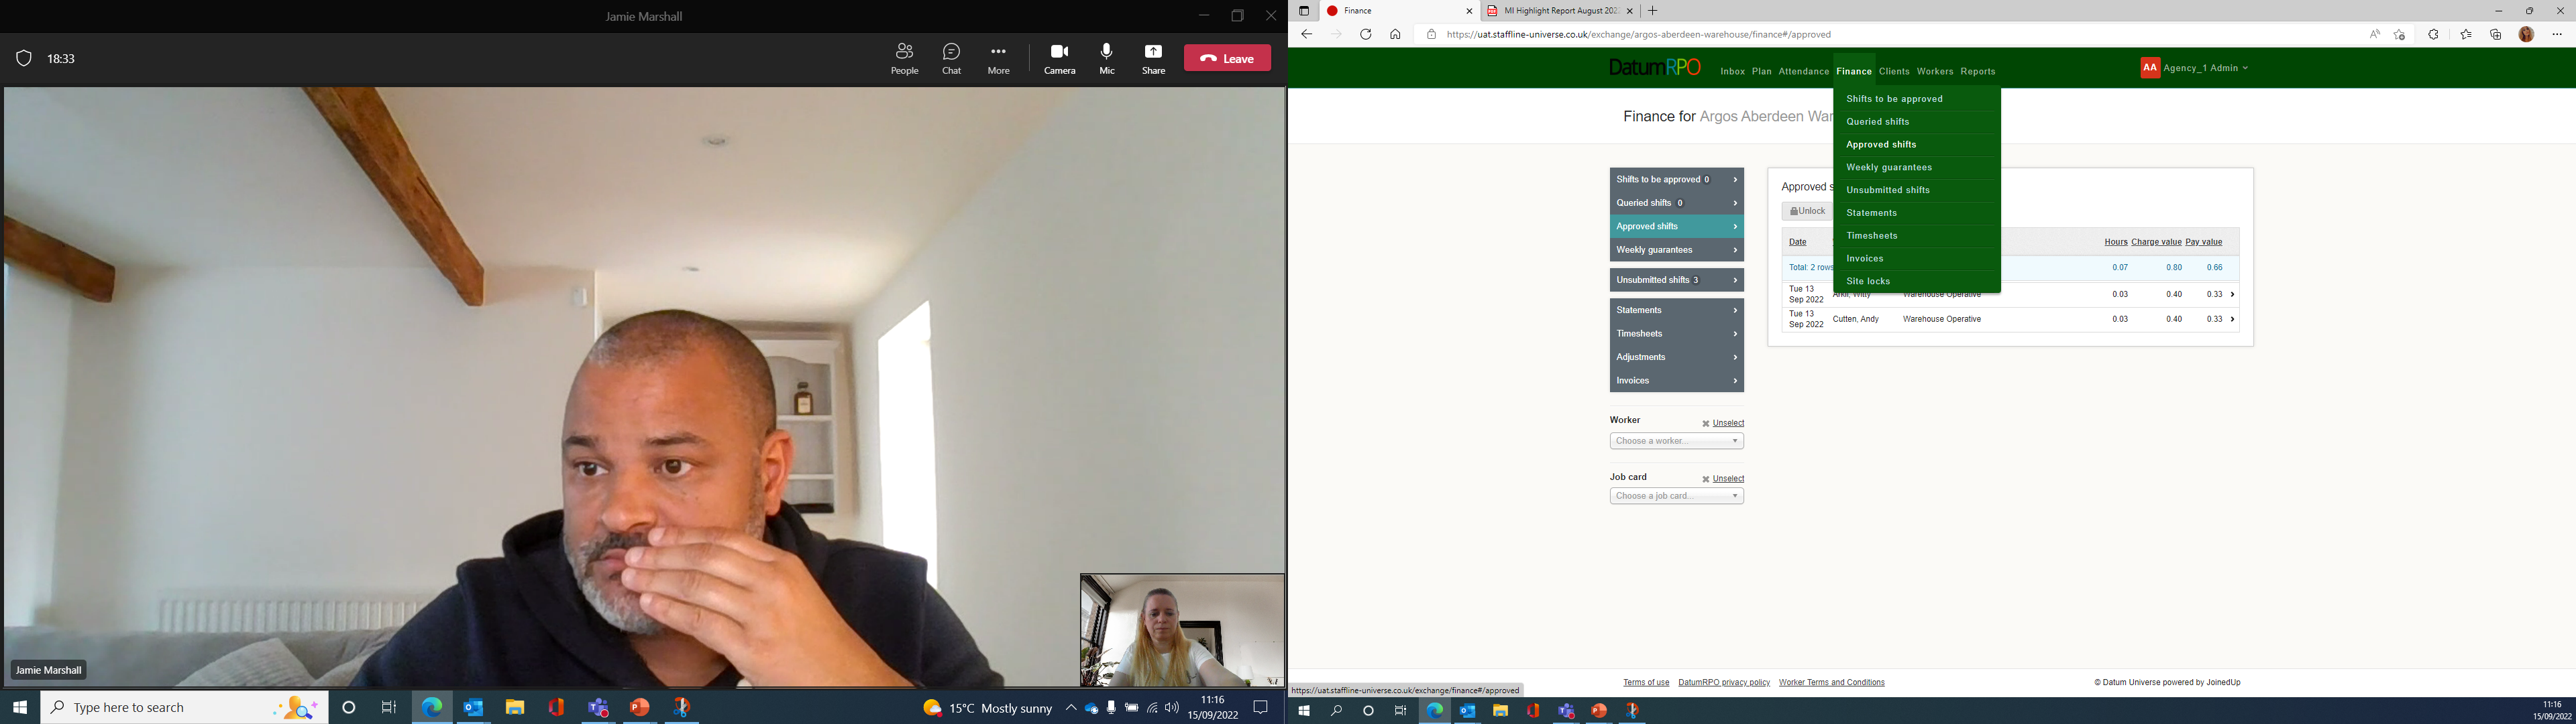 Jamie Marshall
18:33
People
Chat
More
Camera
Mic
Share
Leave
Jamie Marshall
Type here to search
15°C Mostly sunny
11:16
15/09/2022
Finance
MI Highlight Report August 202
https://uat.staffline-universe.co.uk/exchange/argos-aberdeen-warehouse/finance#/approved
DatumRPO
Inbox Plan Attendance Finance Clients Workers Reports
AA Agency_1 Admin
Shifts to be approved
Queried shifts
Approved shifts
Weekly guarantees
Unsubmitted shifts
Statements
Timesheets
Invoices
Site locks
Finance for Argos Aberdeen War
Shifts to be approved 0
Queried shifts 0
Approved shifts
Weekly guarantees
Unsubmitted shifts 3
Statements
Timesheets
Adjustments
Invoices
Worker
Unselect
Choose a worker...
Job card
Unselect
Choose a job card...
Approved s
Unlock
Date Hours Charge value Pay value
Total: 2 rows 0.07 0.80 0.66
Tue 13
Sep 2022 Warehouse Operative 0.03 0.40 0.33
Tue 13
Sep 2022 Cutten, Andy Warehouse Operative 0.03 0.40 0.33
Terms of use DatumRPO privacy policy Worker Terms and Conditions
© Datum Universe powered by JoinedUp
https://uat.staffline-universe.co.uk/exchange/finance#/approved
11:16
15/09/2022